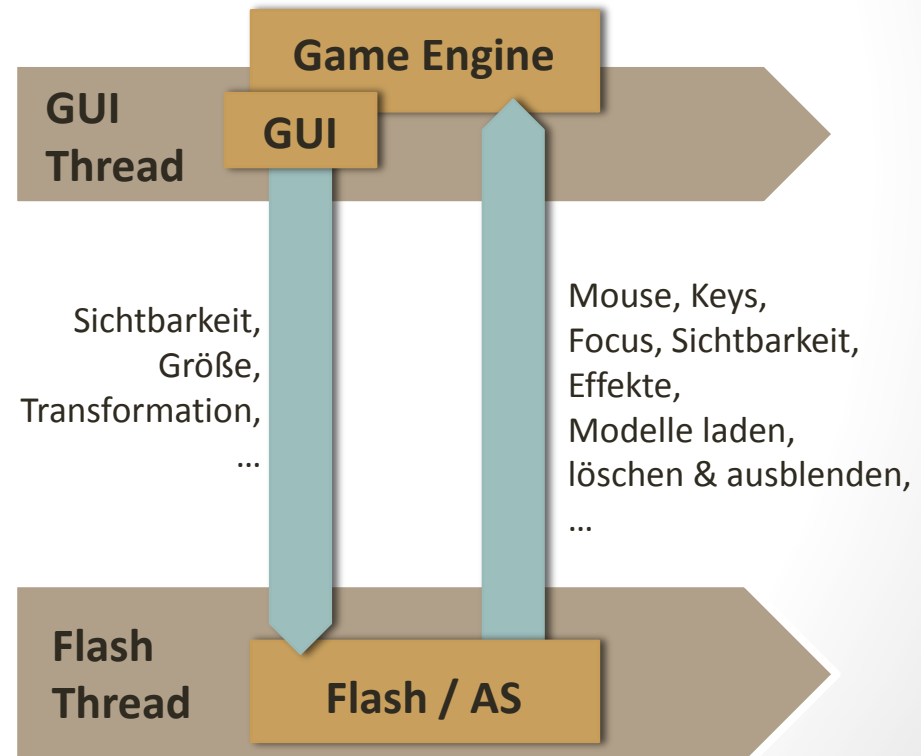 Game Engine
GUI
Thread
GUI
Sichtbarkeit,
Größe,
Transformation,
...
Mouse, Keys,
Focus, Sichtbarkeit,
Effekte,
Modelle laden,
löschen & ausblenden,
...
Flash
Thread
Flash / AS